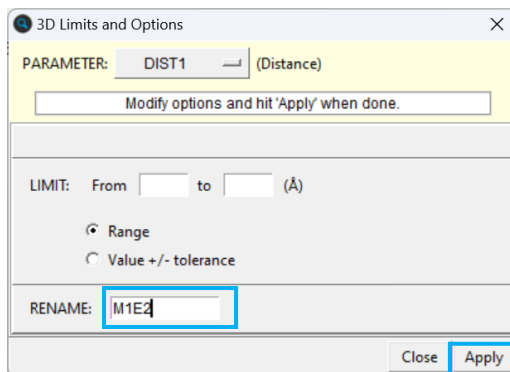 3D Limits and Options
PARAMETER: DIST1 (Distance)
Modify options and hit 'Apply' when done.
LIMIT: From to (Å)
Range
Value +/- tolerance
RENAME: M1E2
Close Apply